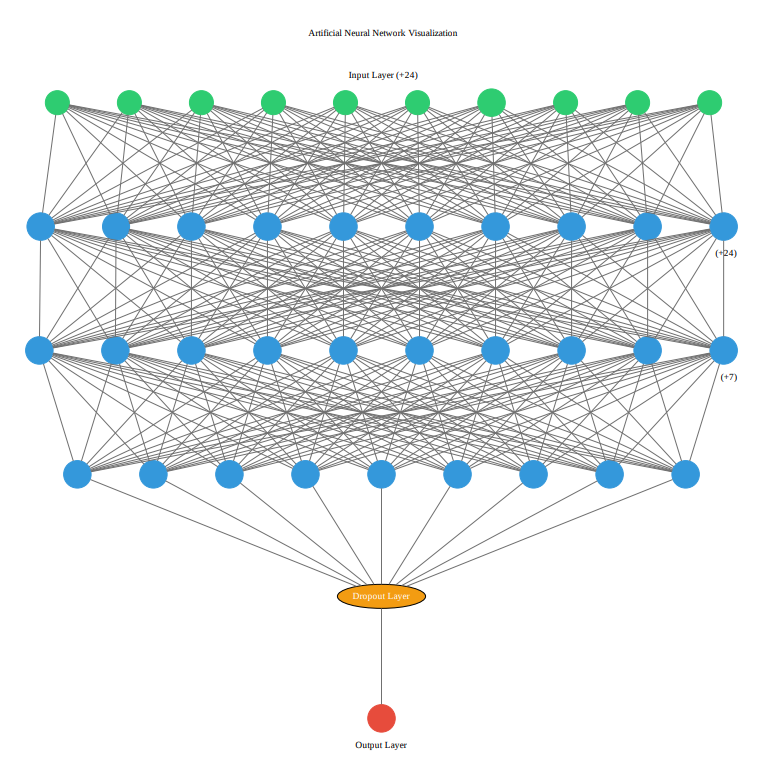 Artificial Neural Network Visualization
Input Layer (+24)
(+24)
(+7)
Dropout Layer
Output Layer